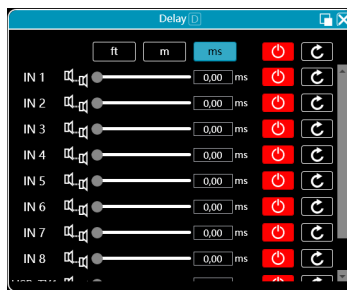 Delay D
ft m ms
IN 1 0,00 ms
IN 2 0,00 ms
IN 3 0,00 ms
IN 4 0,00 ms
IN 5 0,00 ms
IN 6 0,00 ms
IN 7 0,00 ms
IN 8 0,00 ms